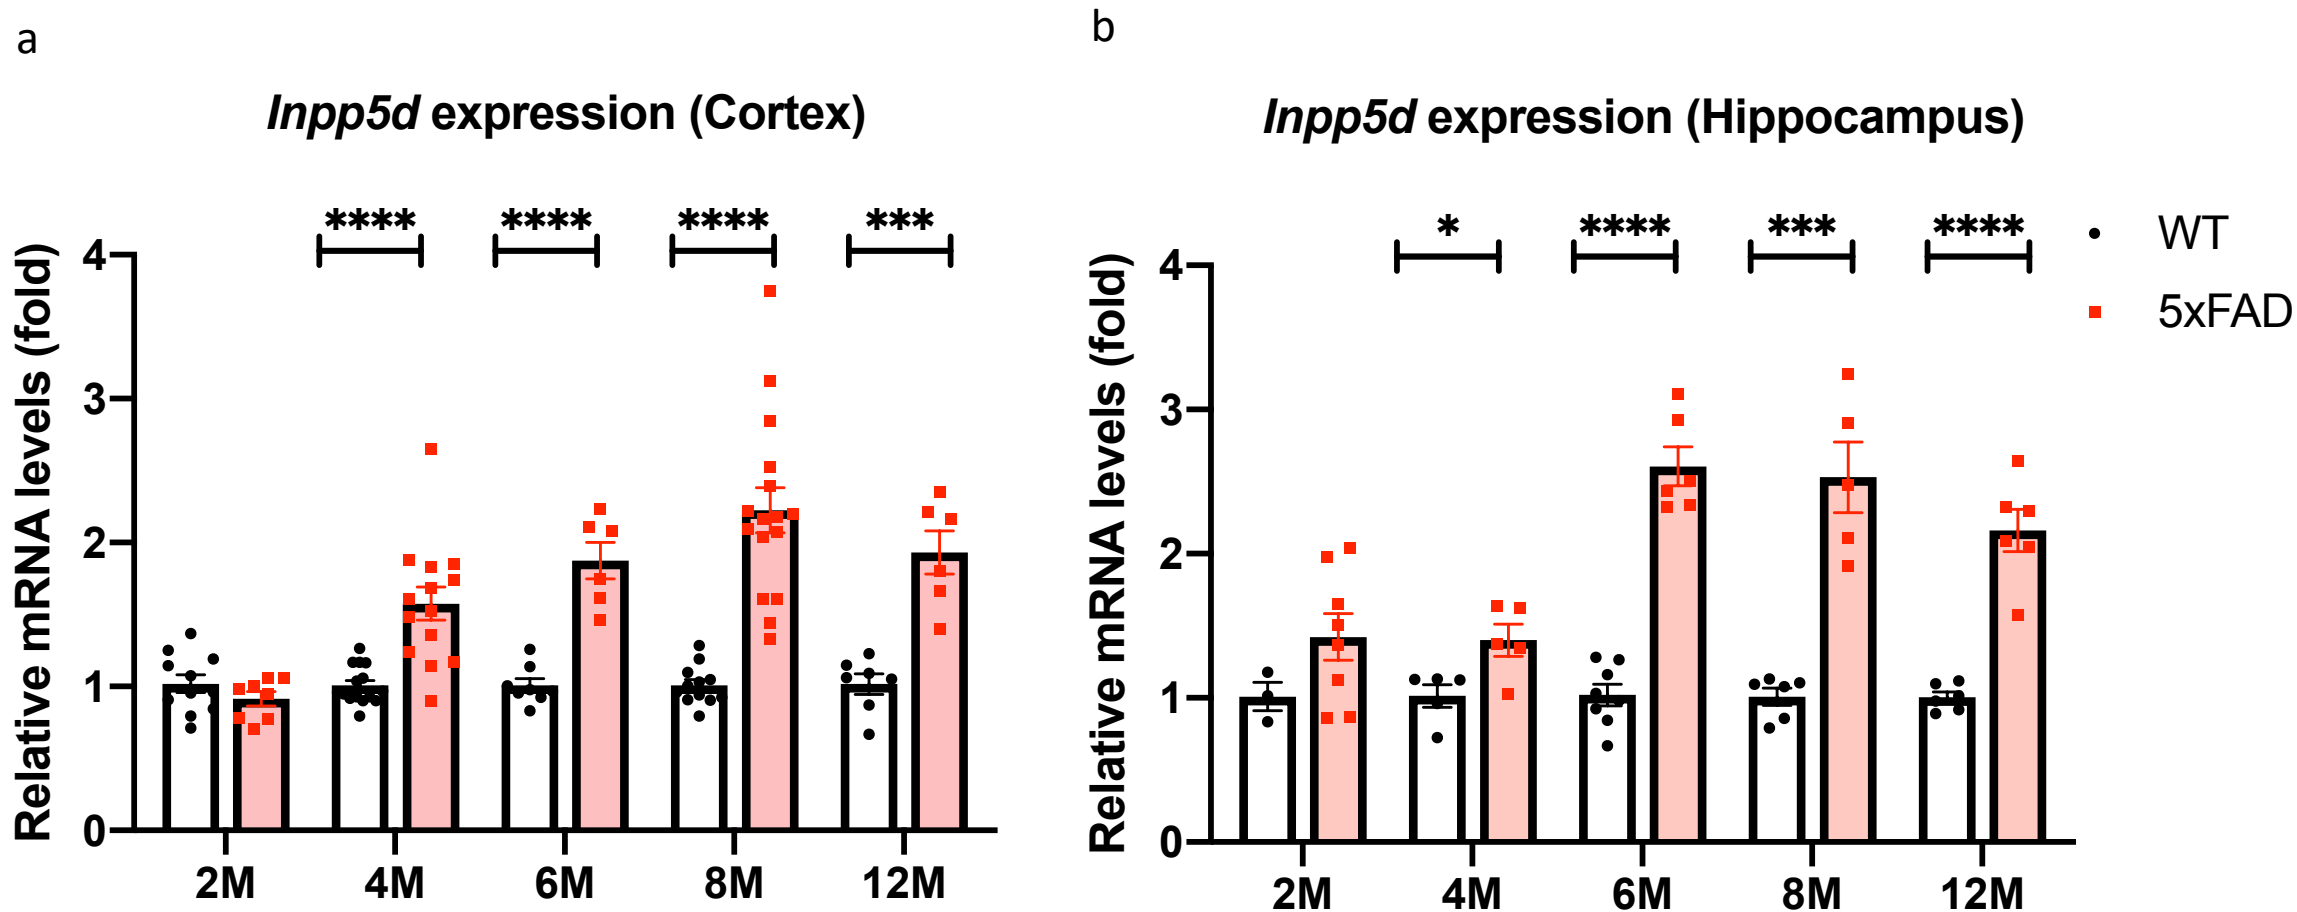 a
Inpp5d expression (Cortex)
Relative mRNA levels (fold)
4
3
2
1
0
****
****
****
***
2M
4M
6M
8M
12M
b
Inpp5d expression (Hippocampus)
Relative mRNA levels (fold)
4
3
2
1
0
*
****
***
****
2M
4M
6M
8M
12M
WT
5xFAD